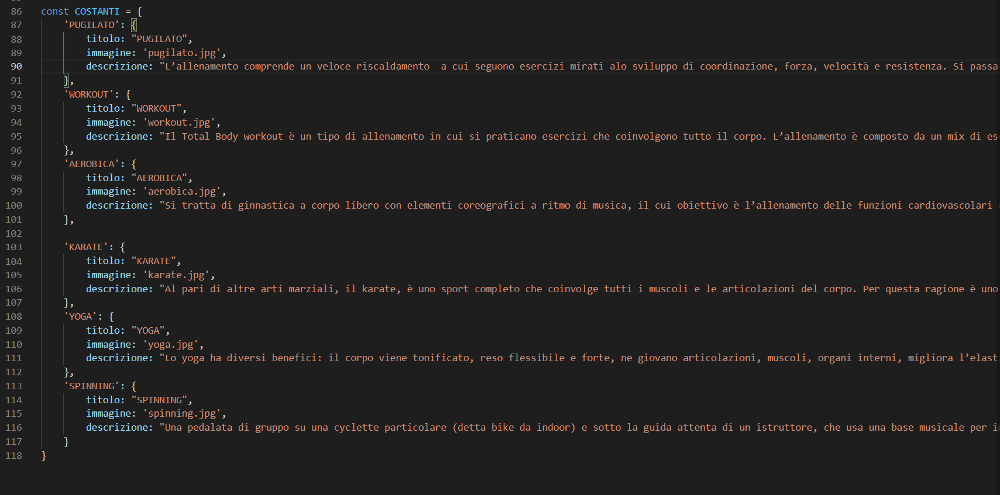 86 const COSTANTI = {
87 'PUGILATO': {
88 titolo: "PUGILATO",
89 immagine: 'pugilato.jpg',
90 descrizione: "L’allenamento comprende un veloce riscaldamento  a cui seguono esercizi mirati alo sviluppo di coordinazione, forza, velocità e resistenza. Si passa
91 },
92 'WORKOUT': {
93 titolo: "WORKOUT",
94 immagine: 'workout.jpg',
95 descrizione: "Il Total Body workout è un tipo di allenamento in cui si praticano esercizi che coinvolgono tutto il corpo. L’allenamento è composto da un mix di es
96 },
97 'AEROBICA': {
98 titolo: "AEROBICA",
99 immagine: 'aerobica.jpg',
100 descrizione: "Si tratta di ginnastica a corpo libero con elementi coreografici a ritmo di musica, il cui obiettivo è l’allenamento delle funzioni cardiovascolari
101 },
102
103 'KARATE': {
104 titolo: "KARATE",
105 immagine: 'karate.jpg',
106 descrizione: "Al pari di altre arti marziali, il karate, è uno sport completo che coinvolge tutti i muscoli e le articolazioni del corpo. Per questa ragione è uno
107 },
108 'YOGA': {
109 titolo: "YOGA",
110 immagine: 'yoga.jpg',
111 descrizione: "Lo yoga ha diversi benefici: il corpo viene tonificato, reso flessibile e forte, ne giovano articolazioni, muscoli, organi interni, migliora l’elast
112 },
113 'SPINNING': {
114 titolo: "SPINNING",
115 immagine: 'spinning.jpg',
116 descrizione: "Una pedalata di gruppo su una cyclette particolare (detta bike da indoor) e sotto la guida attenta di un istruttore, che usa una base musicale per
117 }
118 }